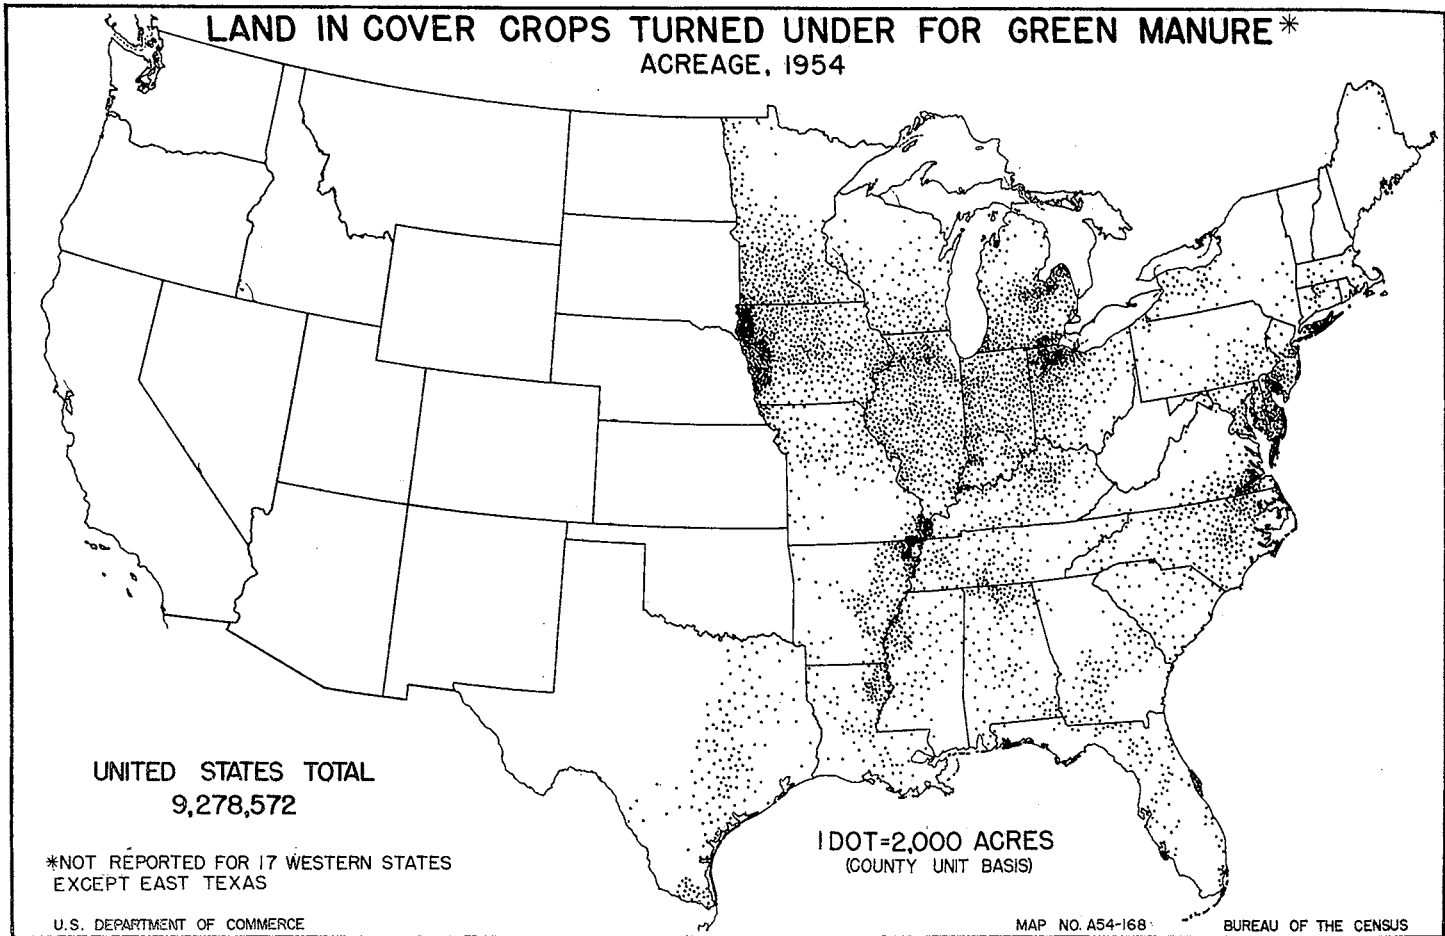 LAND IN COVER CROPS TURNED UNDER FOR GREEN MANURE*
ACREAGE, 1954
UNITED STATES TOTAL
9,278,572
*NOT REPORTED FOR 17 WESTERN STATES
EXCEPT EAST TEXAS
1 DOT=2,000 ACRES
(COUNTY UNIT BASIS)
U.S. DEPARTMENT OF COMMERCE
MAP NO. A54-168
BUREAU OF THE CENSUS